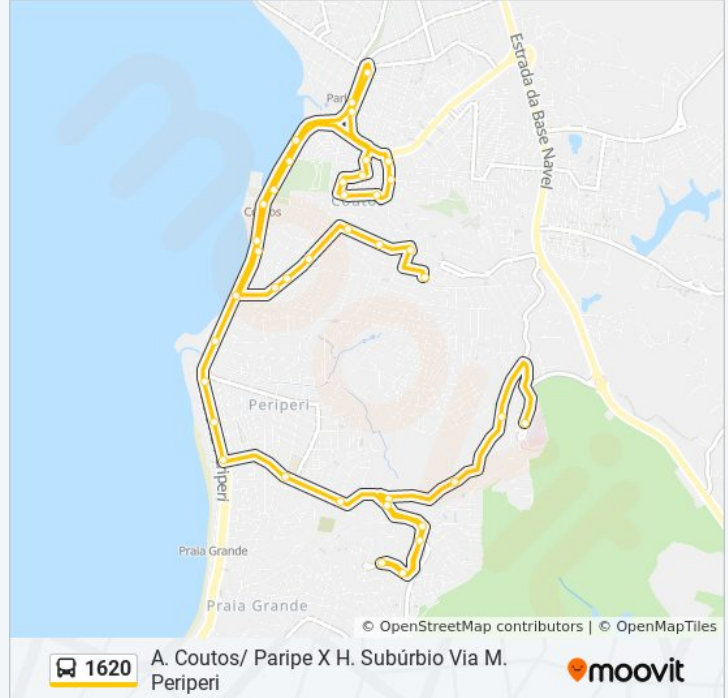 Estrada da Base Naval
Coutos
Periperi
Praia Grande
Praia Grande
© OpenStreetMap contributors | © OpenMapTiles
1620
A. Coutos/ Paripe X H. Subúrbio Via M.
Periperi
moovit